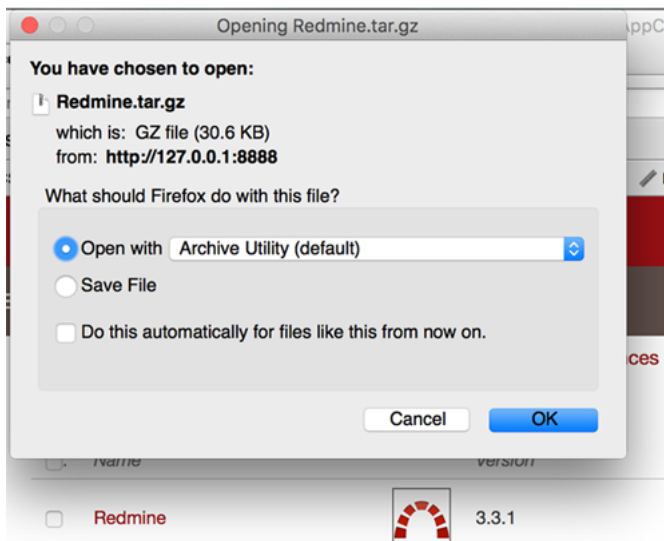 Opening Redmine.tar.gz
You have chosen to open:
Redmine.tar.gz
which is: GZ file (30.6 KB)
from: http://127.0.0.1:8888
What should Firefox do with this file?
Open with Archive Utility (default)
Save File
Do this automatically for files like this from now on.
Cancel OK
Name Version
Redmine 3.3.1